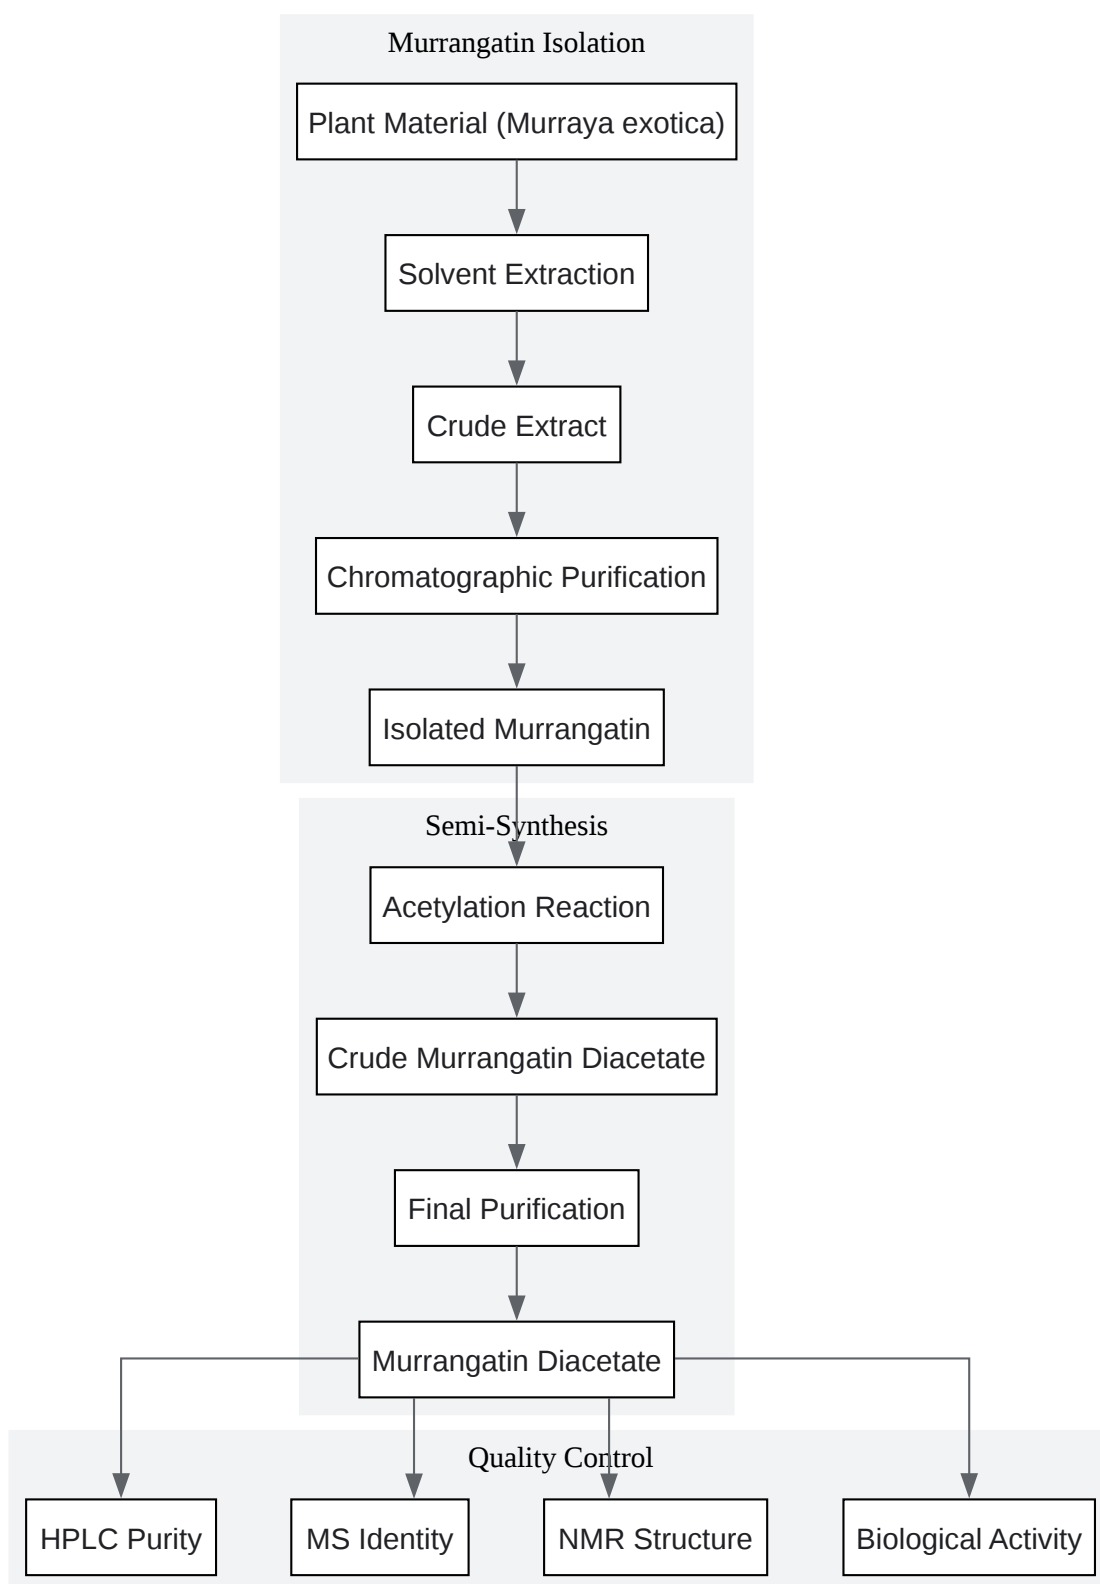 Murrangatin Isolation
Plant Material (Murraya exotica)
Solvent Extraction
Crude Extract
Chromatographic Purification
Isolated Murrangatin
Semi-Synthesis
Acetylation Reaction
Crude Murrangatin Diacetate
Final Purification
Murrangatin Diacetate
Quality Control
HPLC Purity
MS Identity
NMR Structure
Biological Activity